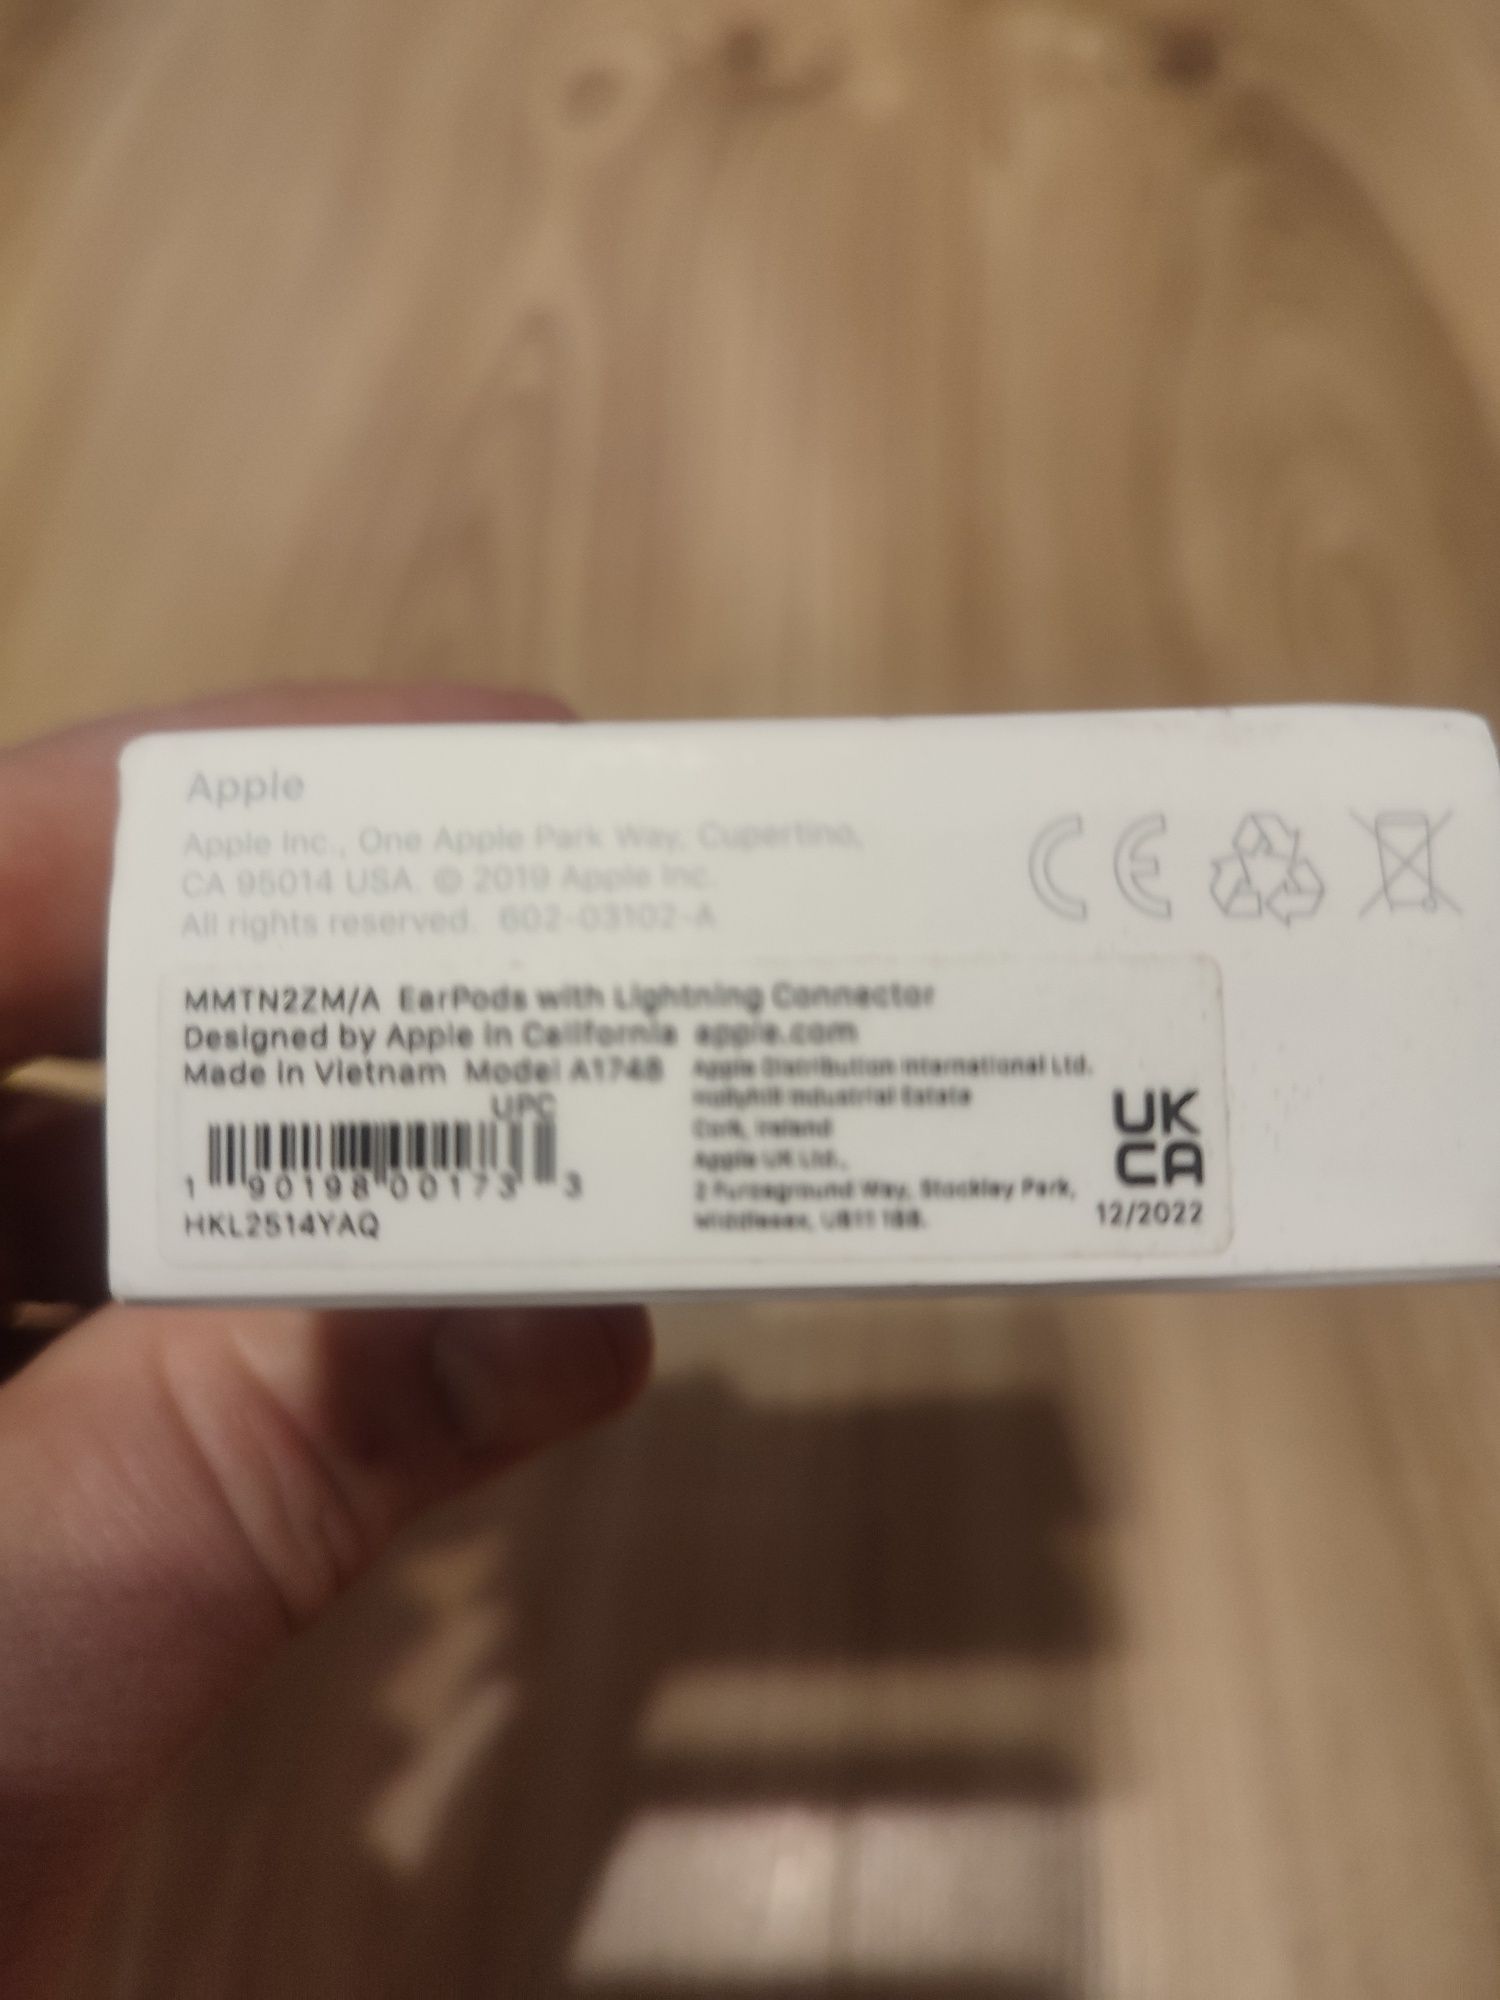 Apple
Apple Inc., One Apple Park Way, Cupertino,
CA 95014 USA. © 2019 Apple Inc.
All rights reserved. 602-03102-A
MMTN2ZM/A EarPods with Lightning Connector
Designed by Apple in California apple.com
Made in Vietnam Model A1748
Apple Distribution International Ltd.
Hollyhill Industrial Estate
Cork, Ireland
Apple UK Ltd.,
2 Furzeground Way, Stockley Park,
Middlesex, UB11 1BB.
UPC
1 90198 00173 3
HKL2514YAQ
CE
UK
CA
12/2022